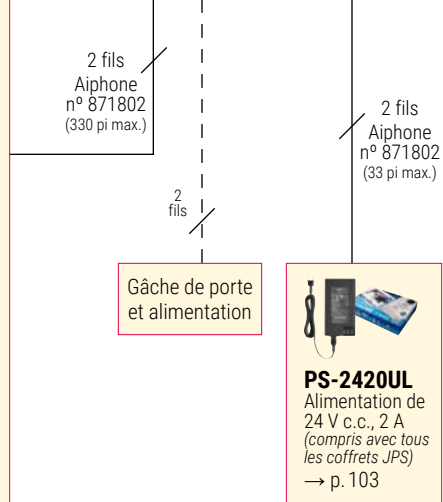 2 fils
Aiphone
nº 871802
(330 pi max.)
2 fils
Aiphone
nº 871802
(33 pi max.)
2
fils
Gâche de porte
et alimentation
PS-2420UL
Alimentation de
24 V c.c., 2 A
(compris avec tous
les coffrets JPS)
→ p. 103